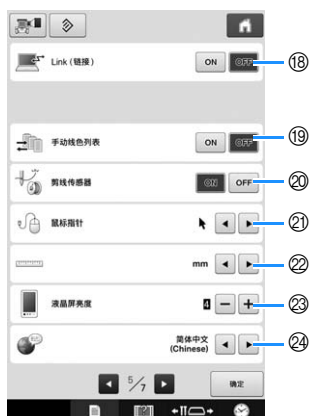 Link (链接) ON OFF ⑱
手动线色列表 ON OFF ⑲
剪线传感器 ON OFF ⑳
鼠标指针 ㉑
mm ㉒
液晶屏亮度 4 − + ㉓
简体中文
(Chinese) ㉔
5/7 确定